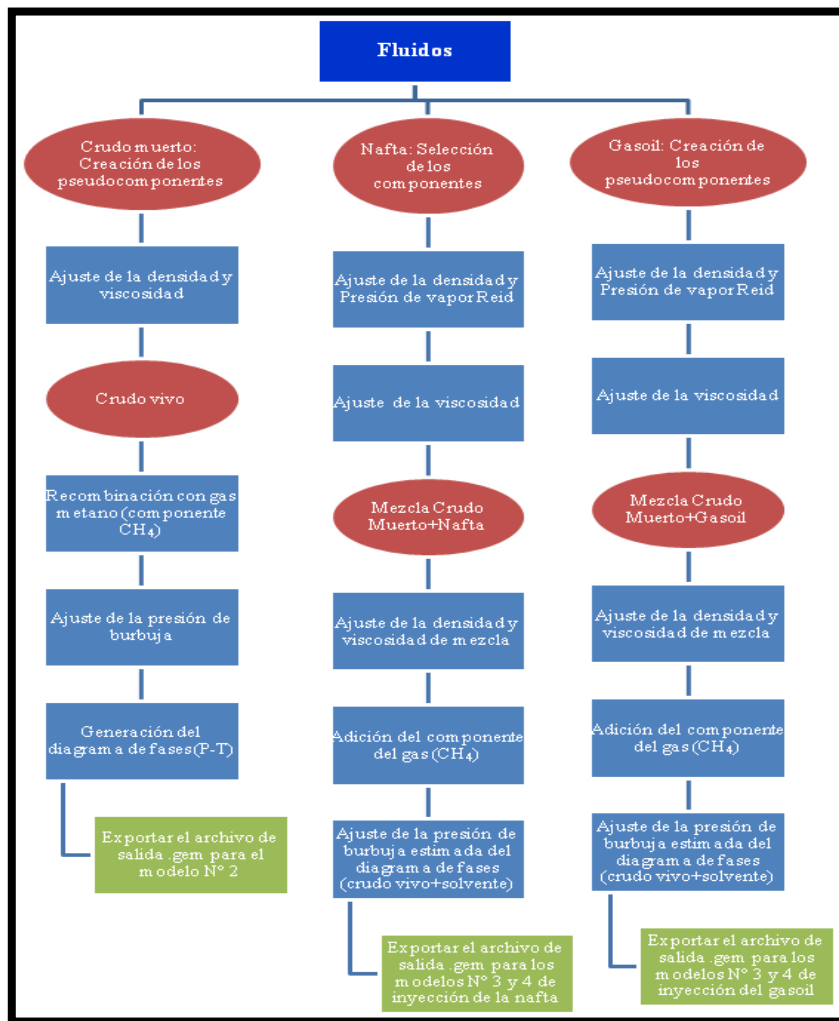 Fluidos
Crudo muerto:
Creación de los
pseudocomponentes
Ajuste de la densidad y
viscosidad
Crudo vivo
Recombinación con gas
metano (componente
CH₄)
Ajuste de la presión de
burbuja
Generación del
diagrama de fases(P-T)
Exportar el archivo de
salida .gem para el
modelo Nº 2
Nafta: Selección
de los
componentes
Ajuste de la densidad y
Presión de vapor Reid
Ajuste de la viscosidad
Mezcla Crudo
Muerto+Nafta
Ajuste de la densidad y
viscosidad de mezcla
Adición del componente
del gas (CH₄)
Ajuste de la presión de
burbuja estimada del
diagrama de fases
(crudo vivo+solvente)
Exportar el archivo de
salida .gem para los
modelos Nº 3 y 4 de
inyección de la nafta
Gasoil: Creación de
los
pseudocomponentes
Ajuste de la densidad y
Presión de vapor Reid
Ajuste de la viscosidad
Mezcla Crudo
Muerto+Gasoil
Ajuste de la densidad y
viscosidad de mezcla
Adición del componente
del gas (CH₄)
Ajuste de la presión de
burbuja estimada del
diagrama de fases
(crudo vivo+solvente)
Exportar el archivo de
salida .gem para los
modelos Nº 3 y 4 de
inyección del gasoil